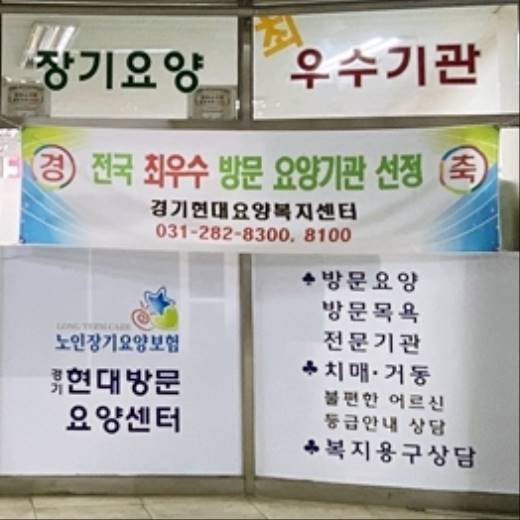 장기요양
최우수기관
경 전국 최우수 방문 요양기관 선정 축
경기현대요양복지센터
031-282-8300, 8100
LONG TERM CARE
노인장기요양보험
경기 현대방문
요양센터
♣방문요양
방문목욕
전문기관
♣치매·거동
불편한 어르신
등급안내 상담
♣복지용구상담